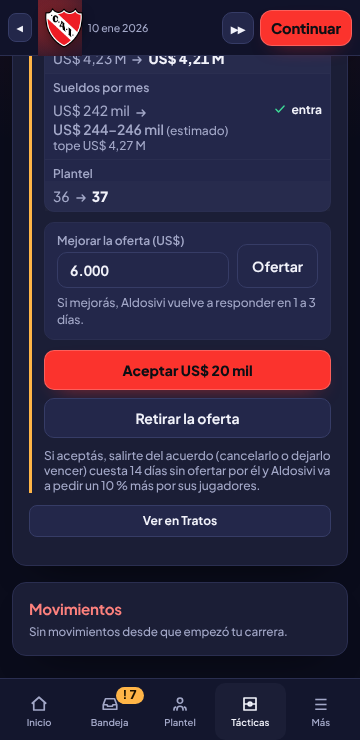 C.A.I.
10 ene 2026
Continuar
US$ 4,23 M → US$ 4,21 M
Sueldos por mes
US$ 242 mil →
US$ 244–246 mil (estimado)
tope US$ 4,27 M
✓ entra
Plantel
36 → 37
Mejorar la oferta (US$)
6.000
Ofertar
Si mejorás, Aldosivi vuelve a responder en 1 a 3
días.
Aceptar US$ 20 mil
Retirar la oferta
Si aceptás, salirte del acuerdo (cancelarlo o dejarlo
vencer) cuesta 14 días sin ofertar por él y Aldosivi va
a pedir un 10 % más por sus jugadores.
Ver en Tratos
Movimientos
Sin movimientos desde que empezó tu carrera.
! 7
Inicio
Bandeja
Plantel
Tácticas
Más